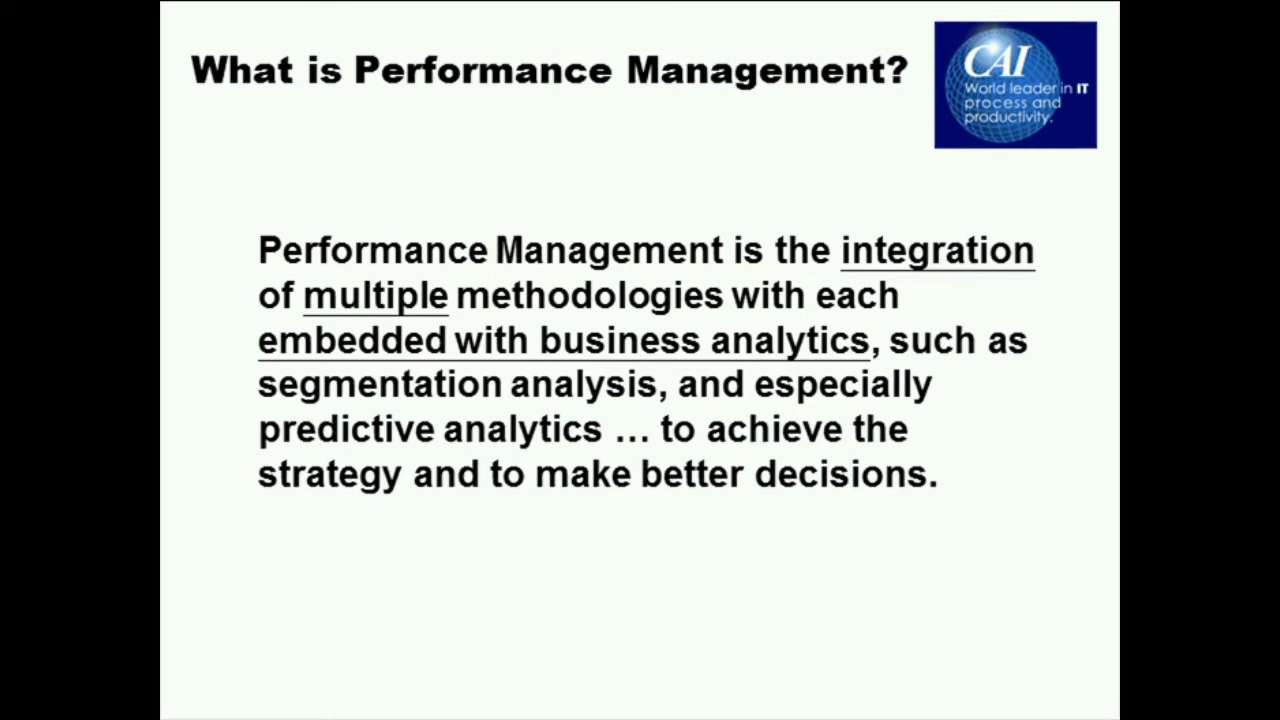 What is Performance Management?
CAI
World leader in IT
process and
productivity.
Performance Management is the integration
of multiple methodologies with each
embedded with business analytics, such as
segmentation analysis, and especially
predictive analytics … to achieve the
strategy and to make better decisions.